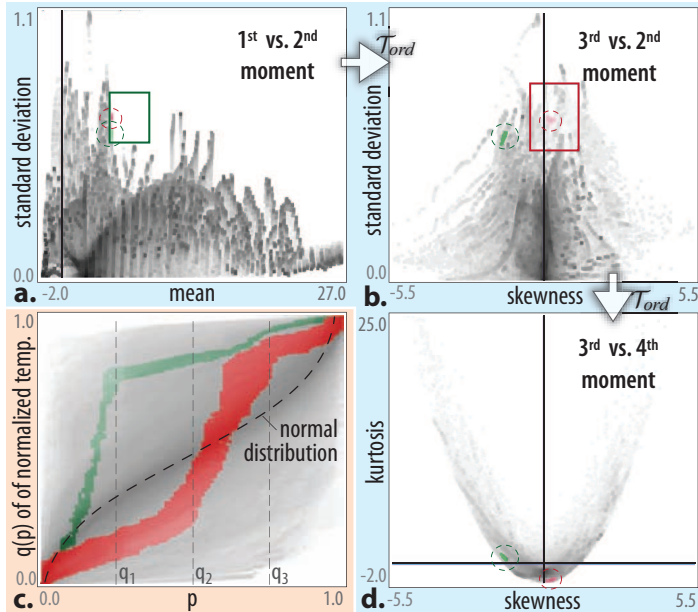 1.1
1st vs. 2nd
moment
standard deviation
0.0
a.
-2.0
mean
27.0
Tord
1.1
3rd vs. 2nd
moment
standard deviation
0.0
b.
-5.5
skewness
5.5
Tord
1.0
q(p) of of normalized temp.
normal
distribution
0.0
c.
0.0
q1
q2
q3
p
1.0
25.0
3rd vs. 4th
moment
kurtosis
-2.0
d.
-5.5
skewness
5.5